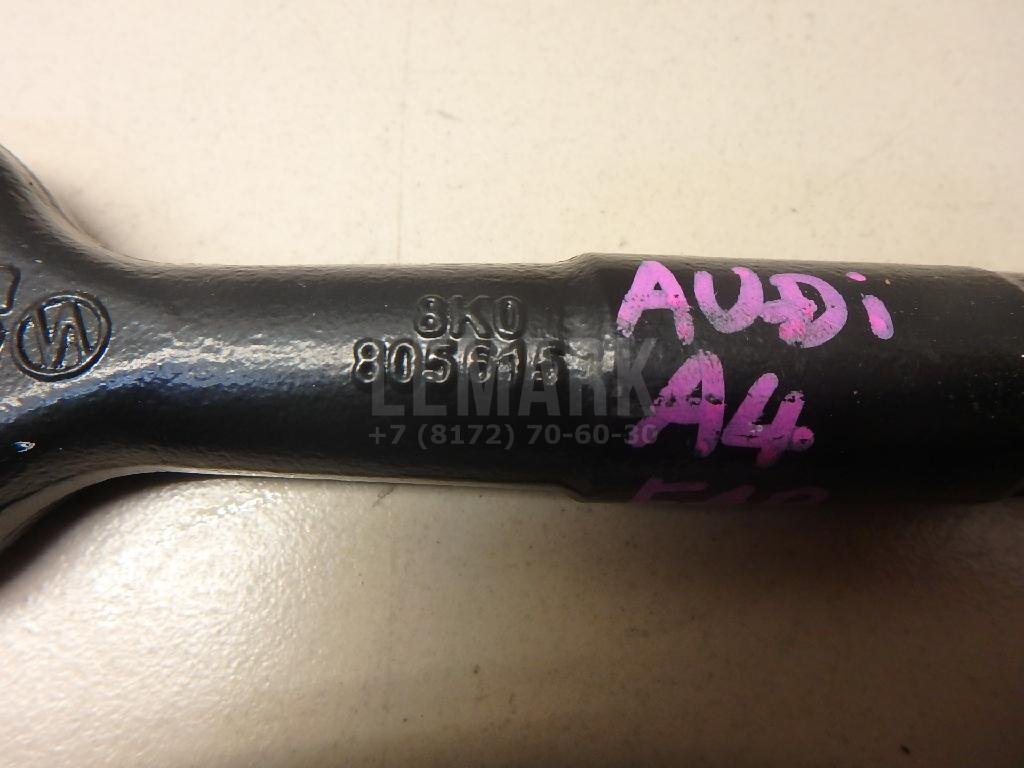 8K0
805615
AUDi
A4.
LEMARK
+7 (8172) 70-60-30